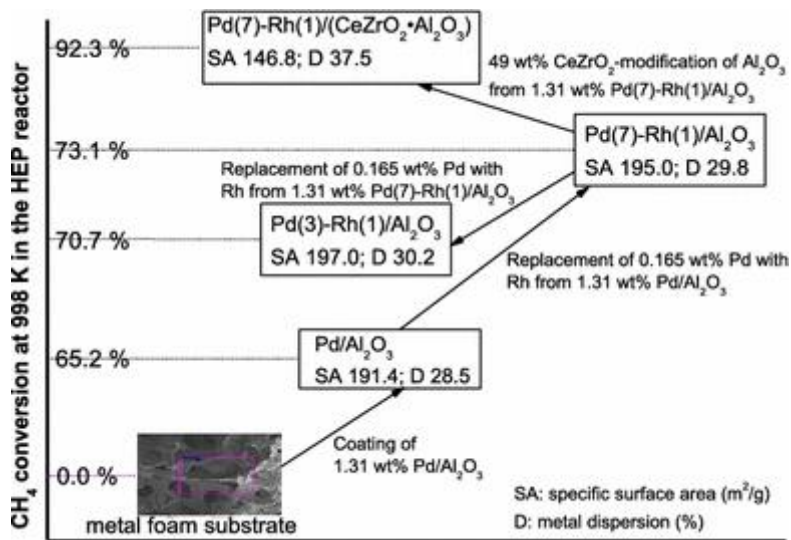 CH₄ conversion at 998 K in the HEP reactor
92.3 %
Pd(7)-Rh(1)/(CeZrO₂•Al₂O₃)
SA 146.8; D 37.5
49 wt% CeZrO₂-modification of Al₂O₃
from 1.31 wt% Pd(7)-Rh(1)/Al₂O₃
73.1 %
Pd(7)-Rh(1)/Al₂O₃
SA 195.0; D 29.8
Replacement of 0.165 wt% Pd with
Rh from 1.31 wt% Pd(7)-Rh(1)/Al₂O₃
70.7 %
Pd(3)-Rh(1)/Al₂O₃
SA 197.0; D 30.2
Replacement of 0.165 wt% Pd with
Rh from 1.31 wt% Pd/Al₂O₃
65.2 %
Pd/Al₂O₃
SA 191.4; D 28.5
Coating of
1.31 wt% Pd/Al₂O₃
0.0 %
metal foam substrate
SA: specific surface area (m²/g)
D: metal dispersion (%)